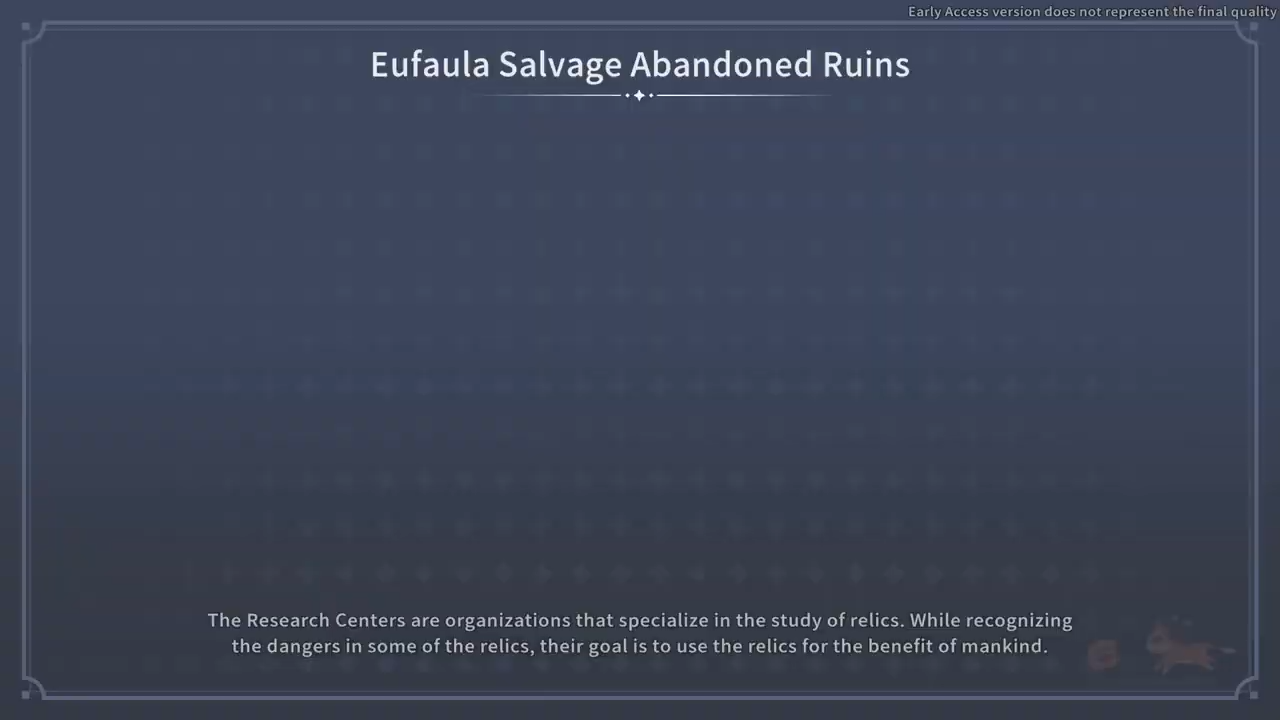 Early Access version does not represent the final quality
Eufaula Salvage Abandoned Ruins
The Research Centers are organizations that specialize in the study of relics. While recognizing
the dangers in some of the relics, their goal is to use the relics for the benefit of mankind.